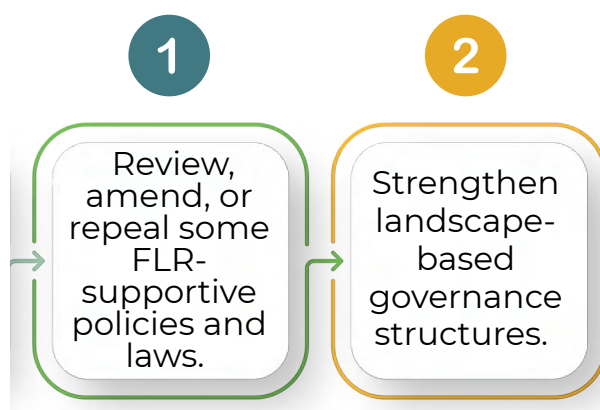 1
Review,
amend, or
repeal some
FLR-
supportive
policies and
laws.
2
Strengthen
landscape-
based
governance
structures.